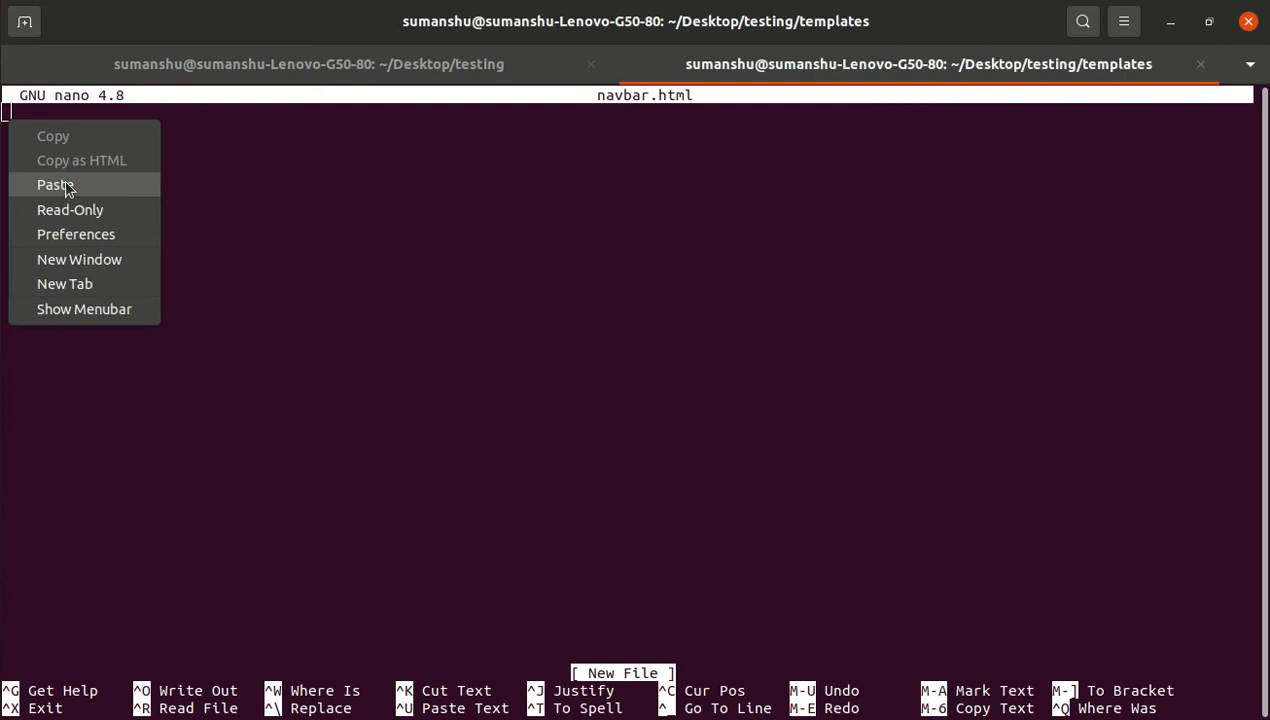 sumanshu@sumanshu-Lenovo-G50-80: ~/Desktop/testing/templates
sumanshu@sumanshu-Lenovo-G50-80: ~/Desktop/testing
sumanshu@sumanshu-Lenovo-G50-80: ~/Desktop/testing/templates
GNU nano 4.8 navbar.html
Copy
Copy as HTML
Paste
Read-Only
Preferences
New Window
New Tab
Show Menubar
[ New File ]
^G Get Help ^O Write Out ^W Where Is ^K Cut Text ^J Justify ^C Cur Pos M-U Undo M-A Mark Text M-] To Bracket
^X Exit ^R Read File ^\ Replace ^U Paste Text ^T To Spell ^_ Go To Line M-E Redo M-6 Copy Text ^Q Where Was